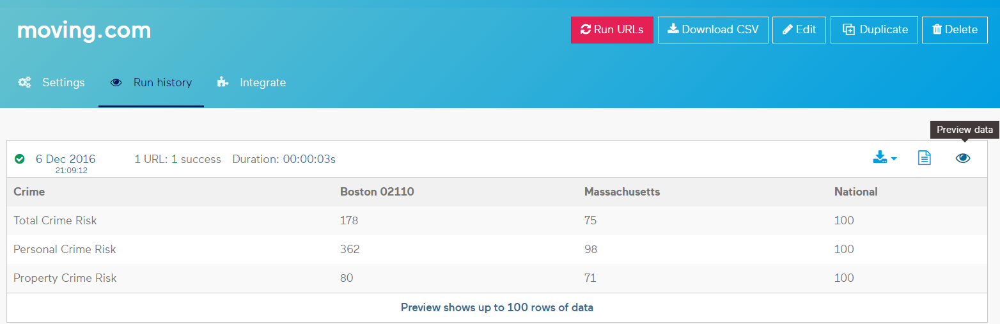 moving.com
Run URLs Download CSV Edit Duplicate Delete
Settings Run history Integrate
Preview data
6 Dec 2016 1 URL: 1 success Duration: 00:00:03s
21:09:12
Crime Boston 02110 Massachusetts National
Total Crime Risk 178 75 100
Personal Crime Risk 362 98 100
Property Crime Risk 80 71 100
Preview shows up to 100 rows of data